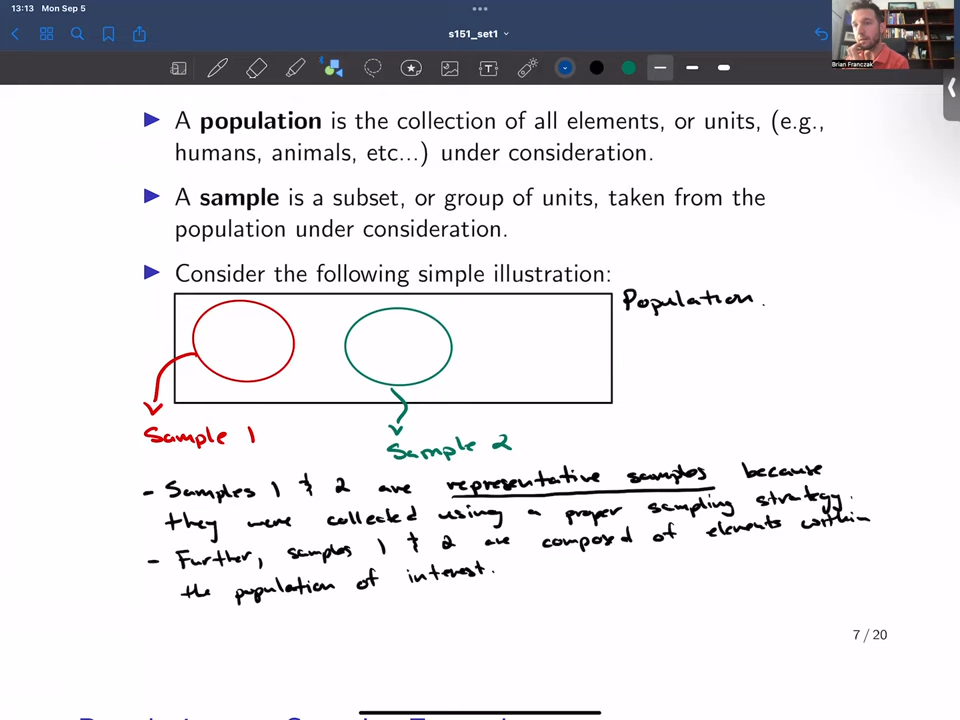 13:13 Mon Sep 5
s151_set1
Brian Franczak
A population is the collection of all elements, or units, (e.g.,
humans, animals, etc...) under consideration.
A sample is a subset, or group of units, taken from the
population under consideration.
Consider the following simple illustration:
Population.
Sample 1
Sample 2
- Samples 1 & 2 are representative samples because
they were collected using a proper sampling strategy.
- Further, samples 1 & 2 are composed of elements within
the population of interest.
7 / 20